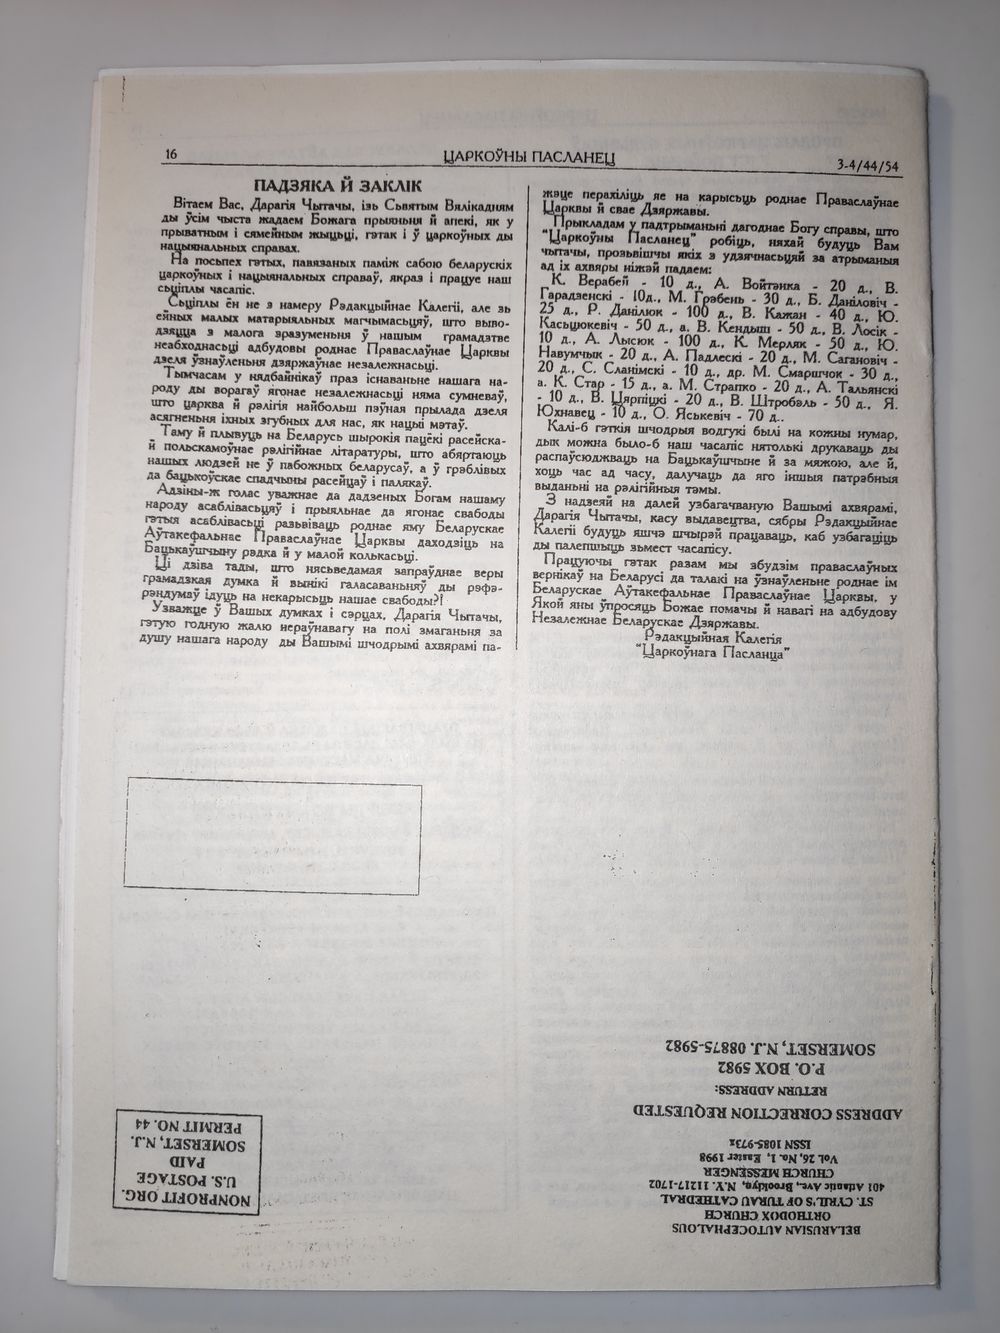 16
ЦАРКОЎНЫ ПАСЛАНЕЦ
3-4/44/54
ПАДЗЯКА Й ЗАКЛІК
Вітаем Вас, Дарагія Чытачы, ізь Сьвятым Вялікадням
ды ўсім чыста жадаем Божага прыяньня й апекі, як у
прыватным і сямейным жыцьці, гэтак і ў царкоўных ды
нацыянальных справах.
На посьпех гэтых, павязаных паміж сабою беларускіх
царкоўных і нацыянальных справаў, якраз і працуе наш
сьціплы часапіс.
Сьціплы ён не з намеру Рэдакцыйнае Калегіі, але зь
ейных малых матарыяльных магчымасьцяў, што выво-
дзяцца з малога зразуменьня ў нашым грамадзтве
неабходнасьці адбудовы роднае Праваслаўнае Царквы
дзеля ўзнаўленьня дзяржаўнае незалежнасьці.
Тымчасам у нядбайнікаў праз існаваньне нашага на-
роду ды ворагаў ягонае незалежнасьці няма сумневаў,
што царква й рэлігія найбольш пэўная прылада дзеля
асягненьня іхных згубных для нас, як нацыі мэтаў.
Таму й плывуць на Беларусь шырокія пацёкі расейска-
й польскамоўнае рэлігійнае літаратуры, што абяртаюць
нашых людзей не ў пабожных беларусаў, а ў грэблівых
да бацькоўскае спадчыны расейцаў і палякаў.
Адзіны-ж голас уважнае да дадзеных Богам нашаму
народу асаблівасьцяў і прыяльнае да ягонае свабоды
гэтыя асаблівасьці разьвіваць роднае яму Беларускае
Аўтакефальнае Праваслаўнае Царквы даходзіць на
Бацькаўшчыну рэдка й у малой колькасьці.
Ці дзіва тады, што нясьведамая запраўднае веры
грамадзкая думка й вынікі галасаваньняў ды рэфэ-
рэндумаў ідуць на некарысьць нашае свабоды?!
Узважце ў Вашых думках і сэрцах, Дарагія Чытачы,
гэтую годную жалю нераўнавагу на полі змаганьня за
душу нашага народу ды Вашымі шчодрымі ахвярамі па-
жэце перахіліць яе на карысьць роднае Праваслаўнае
Царквы й свае Дзяржавы.
Прыкладам у падтрыманьні дагоднае Богу справы, што
"Царкоўны Пасланец" робіць, няхай будуць Вам
чытачы, прозьвішчы якіх з удзячнасьцяй за атрыманыя
ад іх ахвяры ніжэй падаем:
К. Верабей - 10 д., А. Войтэнка - 20 д., В.
Гарадзенскі - 10д., М. Грэбень - 30 д., Б. Даніловіч -
25 д., Р. Данілюк - 100 д., В. Кажан - 40 д., Ю.
Касьцюкевіч - 50 д., а. В. Кендыш - 50 д., В. Лосік -
10 д., А. Лысюк - 100 д., К. Мерляк - 50 д., Ю.
Навумчык - 20 д., А. Падлескі - 20 д., М. Сагановіч -
20 д., С. Сланімскі - 10 д., др. М. Смаршчок - 30 д.,
а. К. Стар - 15 д., а. М. Страпко - 20 д., А. Тальянскі
- 10 д., В. Цярпіцкі - 20 д., В. Штробэль - 50 д., Я.
Юхнавец - 10 д., О. Яськевіч - 70 д..
Калі-б гэткія шчодрыя водгукі былі на кожны нумар,
дык можна было-б наш часапіс нятолькі друкаваць ды
распаўсюджваць на Бацькаўшчыне й за мяжою, але й,
хоць час ад часу, далучаць да яго іншыя патрэбныя
выданьні на рэлігійныя тэмы.
З надзеяй на далей узбагачваную Вашымі ахвярамі,
Дарагія Чытачы, касу выдавецтва, сябры Рэдакцыйнае
Калегіі будуць яшчэ шчырэй працаваць, каб узбагаціць
ды палепшыць зьмест часапісу.
Працуючы гэтак разам мы збудзім праваслаўных
вернікаў на Беларусі да талакі на ўзнаўленьне роднае ім
Беларускае Аўтакефальнае Праваслаўнае Царквы, у
Якой яны ўпросяць Божае помачы й навагі на адбудову
Незалежнае Беларускае Дзяржавы.
Рэдакцыйная Калегія
"Царкоўнага Пасланца"
BELARUSIAN AUTOCEPHALOUS
ORTHODOX CHURCH
ST. CYRIL'S OF TURAU CATHEDRAL
401 Atlantic Ave., Brooklyn, N.Y. 11217-1702
CHURCH MESSENGER
Vol. 26, No. 1, Easter 1998
ISSN 1085-973x
ADDRESS CORRECTION REQUESTED
RETURN ADDRESS:
P.O. BOX 5982
SOMERSET, N.J. 08875-5982
NONPROFIT ORG.
U.S. POSTAGE
PAID
SOMERSET, N.J.
PERMIT NO. 44